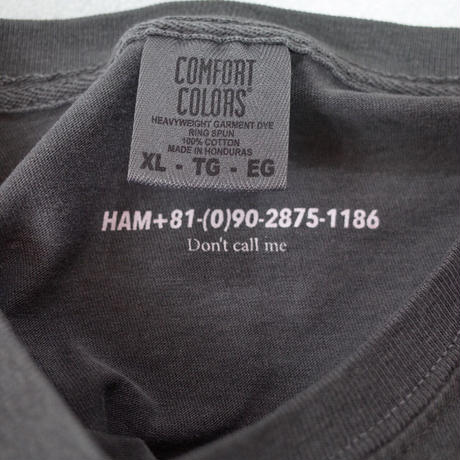 COMFORT
COLORS®
HEAVYWEIGHT GARMENT DYE
RING SPUN
100% COTTON
MADE IN HONDURAS
XL - TG - EG
HAM+81-(0)90-2875-1186
Don't call me